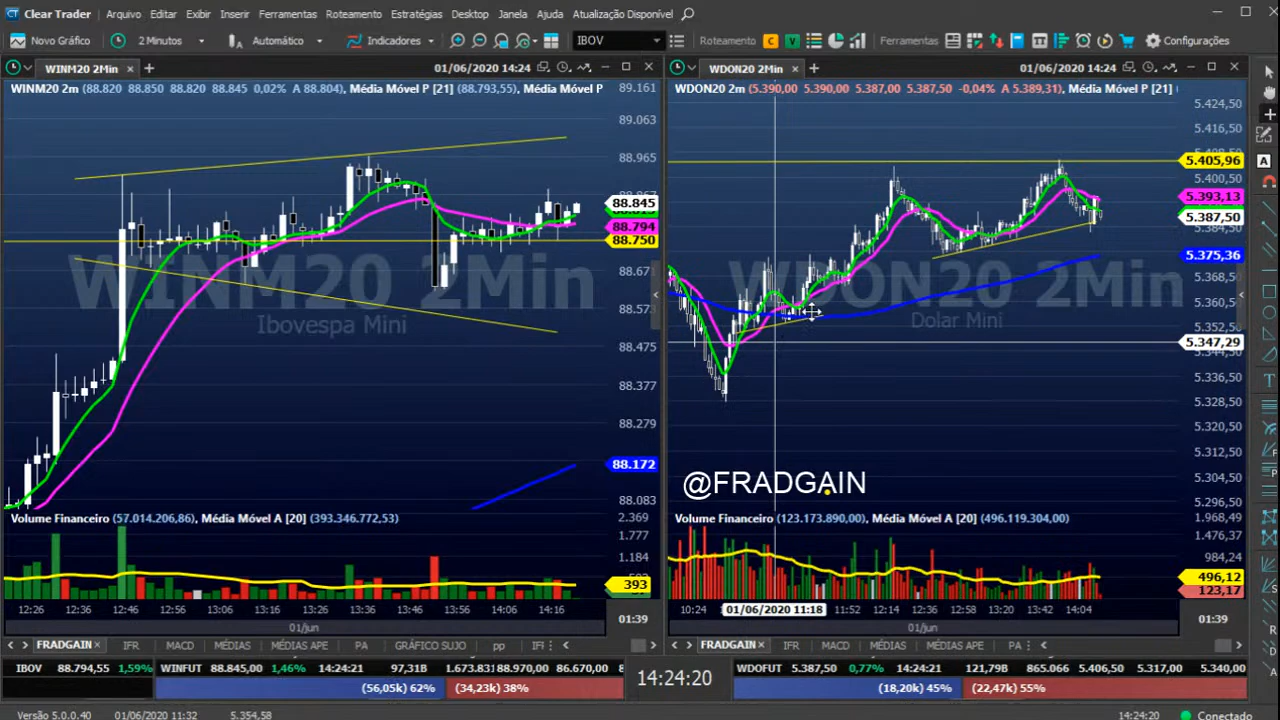 CT Clear Trader Arquivo Editar Exibir Inserir Ferramentas Roteamento Estratégias Desktop Janela Ajuda Atualização Disponível
Novo Gráfico 2 Minutos Automático Indicadores IBOV Roteamento C V Ferramentas Configurações
WINM20 2Min 01/06/2020 14:24
WINM20 2m (88.820 88.850 88.820 88.845 0,02% A 88.804), Média Móvel P [21] (88.793,55), Média Móvel P
89.161
89.063
88.965
88.845
88.794
88.750
88.671
88.573
88.475
88.377
88.279
88.172
88.083
WINM20 2Min
Ibovespa Mini
Volume Financeiro (57.014.206,86), Média Móvel A [20] (393.346.772,53)
2.369
1.777
1.184
393
12:26 12:36 12:46 12:56 13:06 13:16 13:26 13:36 13:46 13:56 14:06 14:16 01:39
01/jun
FRADGAIN IFR MACD MÉDIAS MÉDIAS APE PA GRÁFICO SUJO pp IFI
WDON20 2Min 01/06/2020 14:24
WDON20 2m (5.390,00 5.390,00 5.387,00 5.387,50 -0,04% A 5.389,31), Média Móvel P [21] (
5.424,50
5.416,50
5.408,50
5.405,96
5.400,50
5.393,13
5.387,50
5.384,50
5.375,36
5.368,50
5.360,50
5.352,50
5.347,29
5.344,50
5.336,50
5.328,50
5.320,50
5.312,50
5.304,50
5.296,50
WDON20 2Min
Dolar Mini
@FRADGAIN
Volume Financeiro (123.173.890,00), Média Móvel A [20] (496.119.304,00)
1.968,49
1.476,37
984,24
496,12
123,17
10:24 01/06/2020 11:18 11:52 12:14 12:36 12:58 13:20 13:42 14:04 01:39
01/jun
FRADGAIN IFR MACD MÉDIAS MÉDIAS APE PA
IBOV 88.794,55 1,59% WINFUT 88.845,00 1,46% 14:24:21 97,31B 1.673.83 88.970,00 86.670,00
(56,05k) 62% (34,23k) 38%
14:24:20
WDOFUT 5.387,50 0,77% 14:24:21 121,79B 865.066 5.406,50 5.317,00 5.340,00
(18,20k) 45% (22,47k) 55%
Versão 5.0.0.40 01/06/2020 11:32 5.354,58 14:24:20 Conectado